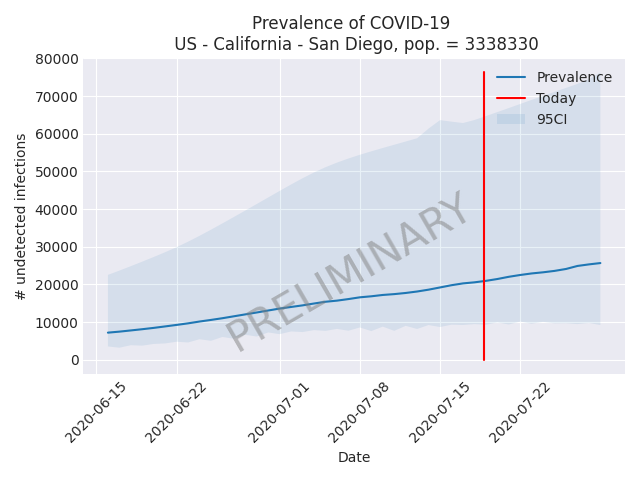 Prevalence of COVID-19
US - California - San Diego, pop. = 3338330
80000
70000
60000
50000
40000
30000
20000
10000
0
# undetected infections
Prevalence
Today
95CI
PRELIMINARY
2020-06-15
2020-06-22
2020-07-01
2020-07-08
2020-07-15
2020-07-22
Date